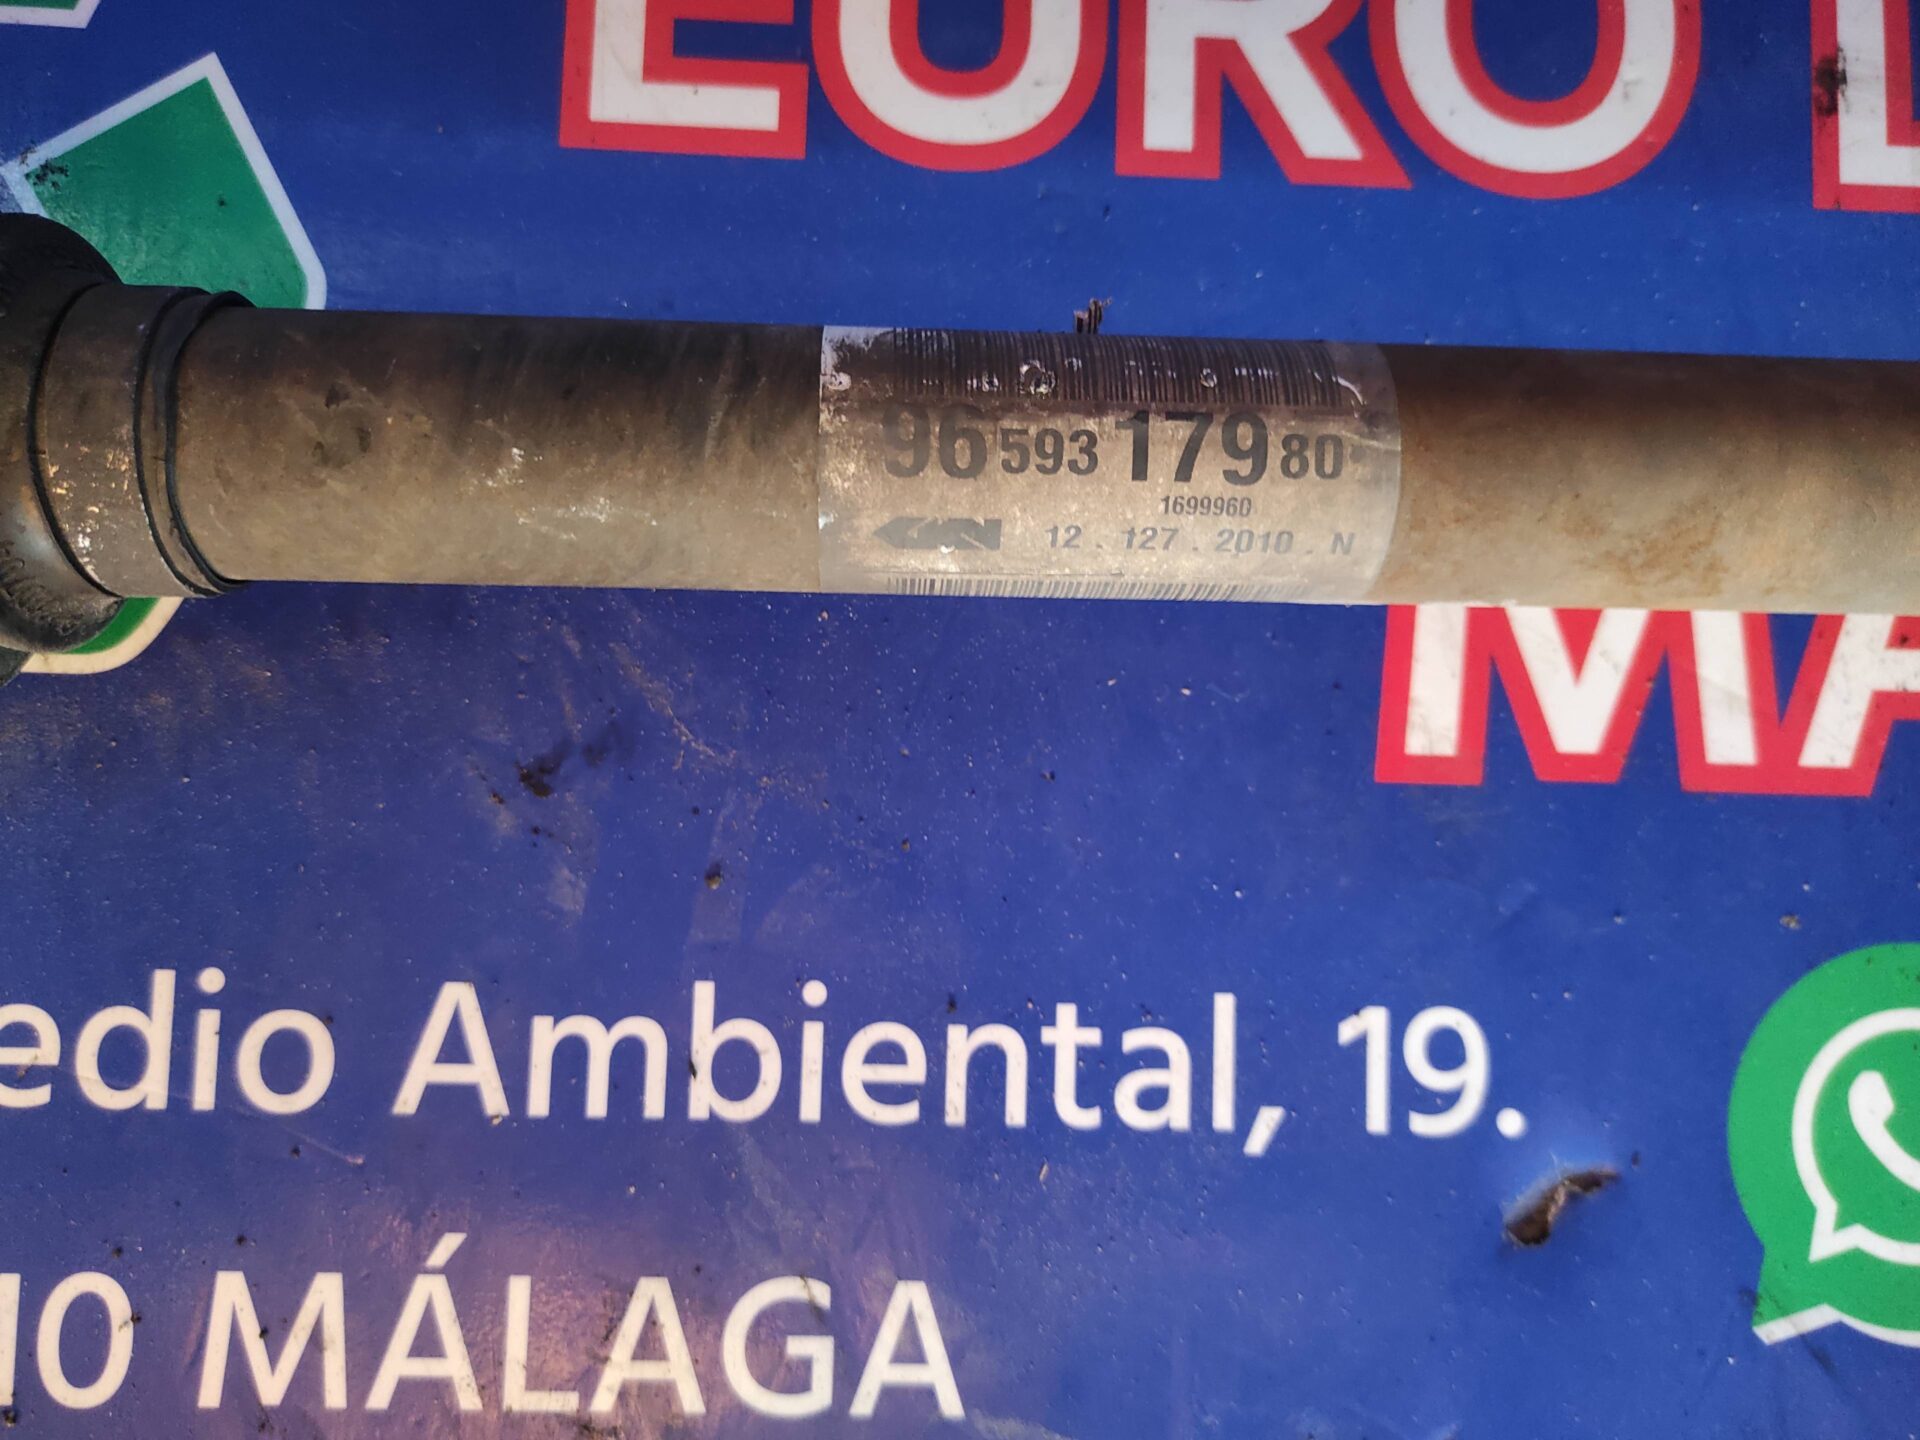 EURO
96 593 179 80
1699960
GKN 12 . 127 . 2010 . N
MA
edio Ambiental, 19.
10 MÁLAGA